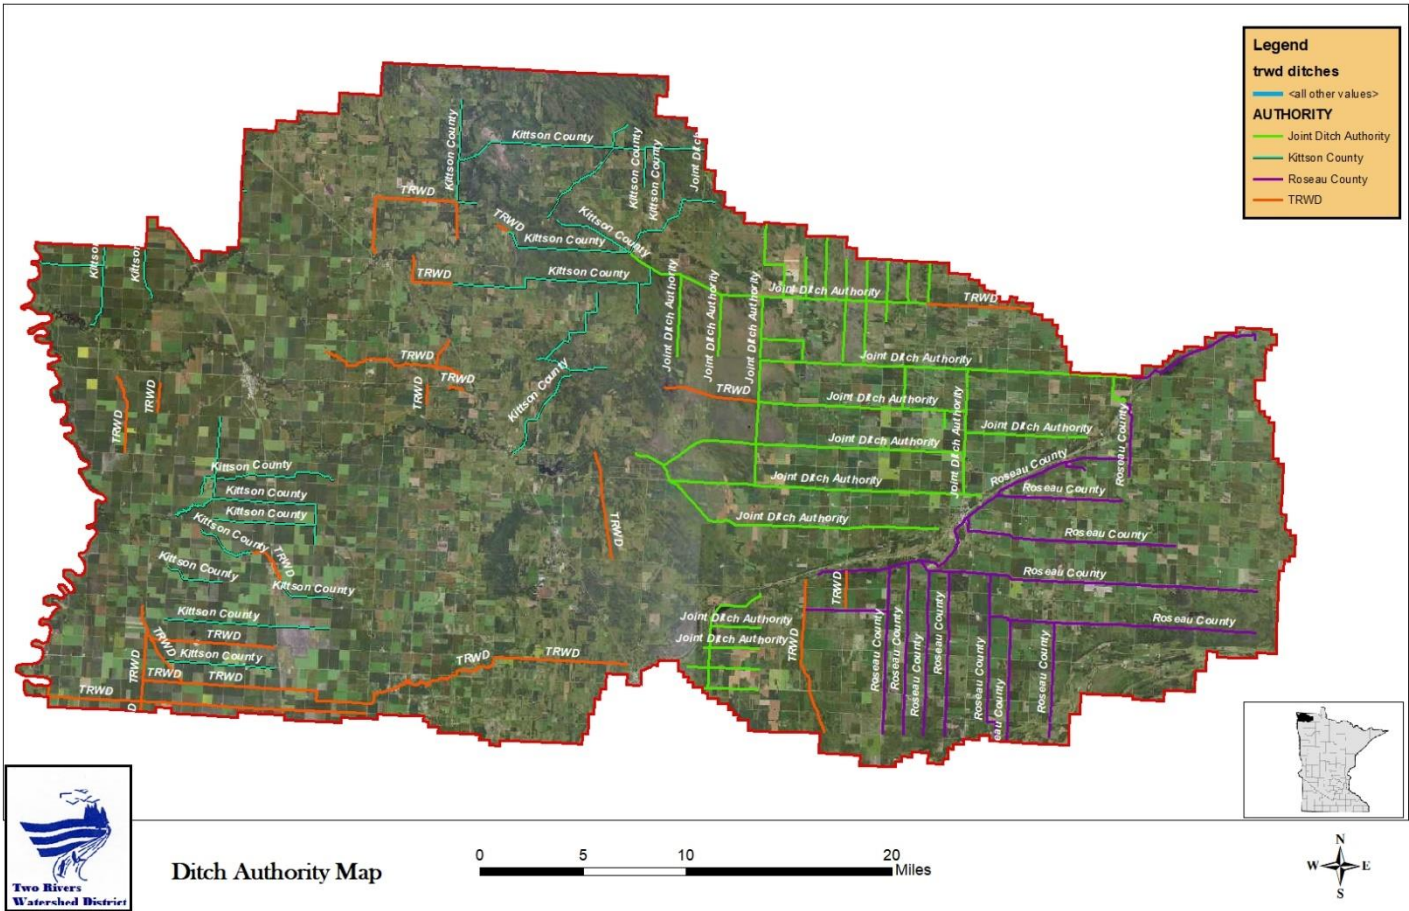 Legend
trwd ditches
<all other values>
AUTHORITY
Joint Ditch Authority
Kittson County
Roseau County
TRWD
Kittson County
Kittson County
Kittson County
Kittson County
Joint Ditch
TRWD
TRWD
Kittson County
Kittson County
Kittson
Kittson
TRWD
Kittson County
Joint Ditch Authority
Joint Ditch Authority
Joint Ditch Authority
Joint Ditch Authority
TRWD
TRWD
TRWD
TRWD
Kittson County
Joint Ditch Authority
TRWD
TRWD
TRWD
Joint Ditch Authority
Joint Ditch Authority
Joint Ditch Authority
Joint Ditch Authority
Roseau County
Roseau County
Kittson County
Kittson County
Kittson County
Kittson County
Joint Ditch Authority
Roseau County
Joint Ditch Authority
TRWD
Roseau County
Kittson County
TRWD
Kittson County
Roseau County
TRWD
Kittson County
TRWD
Kittson County
TRWD
TRWD
TRWD
TRWD
TRWD
TRWD
TRWD
D
Joint Ditch Authority
Joint Ditch Authority
TRWD
Roseau County
Roseau County
Roseau County
Roseau County
Roseau County
eau County
Roseau County
Roseau County
Two Rivers
Watershed District
Ditch Authority Map
0 5 10 20
Miles
N
W E
S